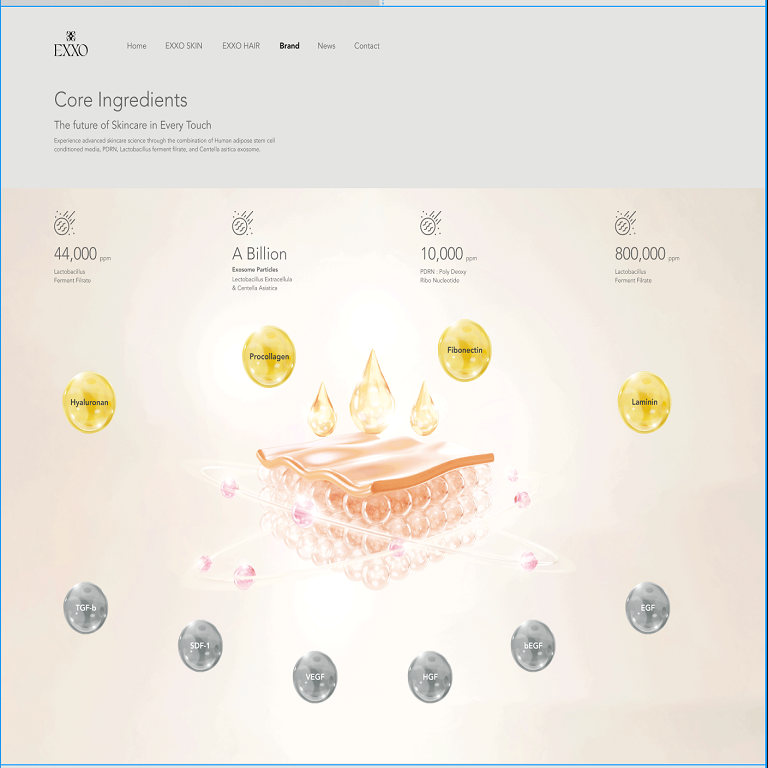 EXXO
Home EXXO SKIN EXXO HAIR Brand News Contact
Core Ingredients
The future of Skincare in Every Touch
Experience advanced skincare science through the combination of Human adipose stem cell
conditioned media, PDRN, Lactobacillus ferment filrate, and Centella asitica exosome.
44,000 ppm
Lactobacillus
Ferment Filrate
A Billion
Exosome Particles
Lectobacillus Extracellula
& Centella Asiatica
10,000 ppm
PDRN : Poly Deoxy
Ribo Nucleotide
800,000 ppm
Lactobacillus
Ferment Filrate
Procollagen
Fibonectin
Hyaluronan
Laminin
TGF-b
EGF
SDF-1
bEGF
VEGF
HGF